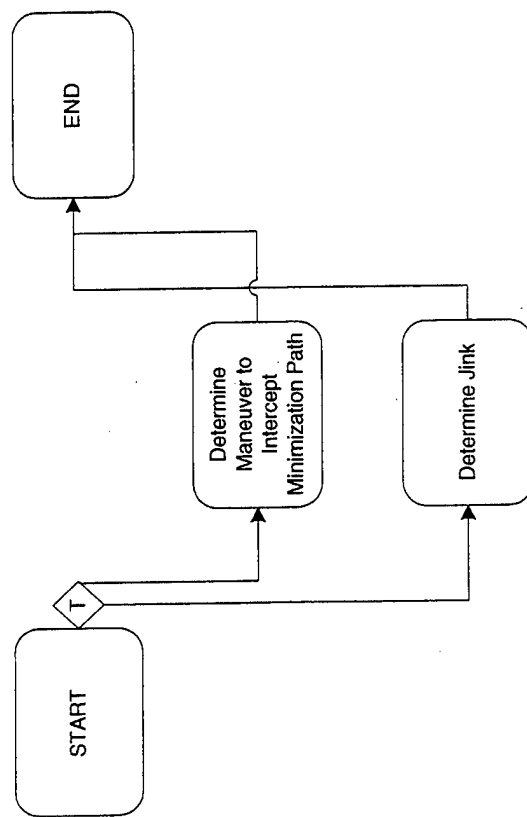 START
T
Determine
Maneuver to
Intercept
Minimization Path
Determine Jink
END